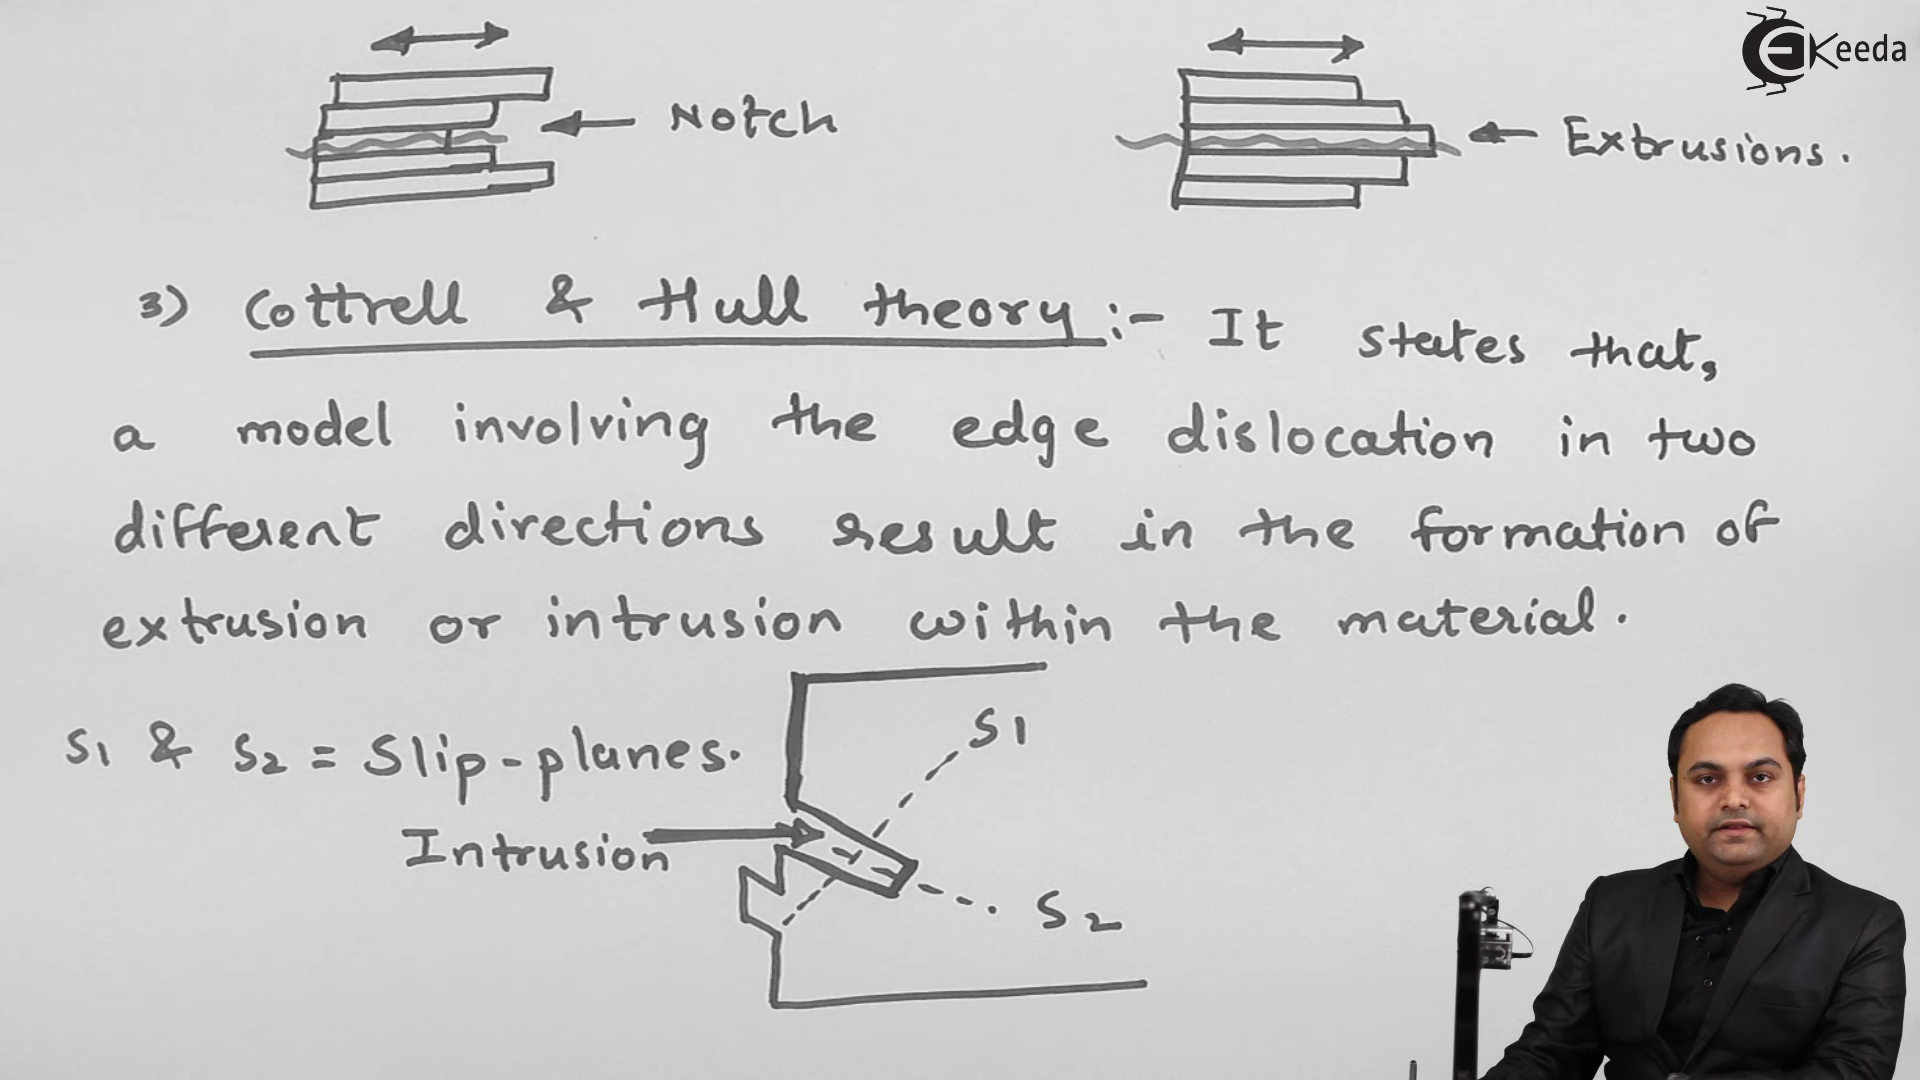 Notch
Extrusions.
EKeeda
3) Cottrell & Hull theory :- It states that,
a model involving the edge dislocation in two
different directions result in the formation of
extrusion or intrusion within the material.
S1 & S2 = Slip-planes.
S1
Intrusion
S2